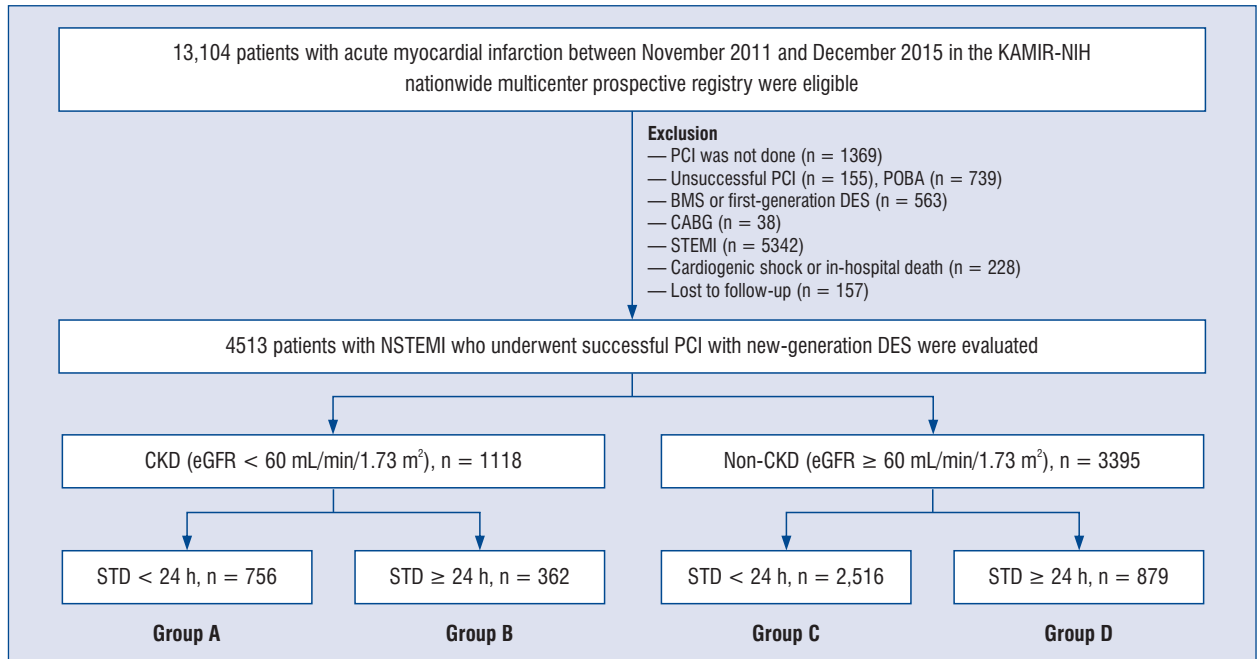 13,104 patients with acute myocardial infarction between November 2011 and December 2015 in the KAMIR-NIH
nationwide multicenter prospective registry were eligible
Exclusion
— PCI was not done (n = 1369)
— Unsuccessful PCI (n = 155), POBA (n = 739)
— BMS or first-generation DES (n = 563)
— CABG (n = 38)
— STEMI (n = 5342)
— Cardiogenic shock or in-hospital death (n = 228)
— Lost to follow-up (n = 157)
4513 patients with NSTEMI who underwent successful PCI with new-generation DES were evaluated
CKD (eGFR < 60 mL/min/1.73 m²), n = 1118
Non-CKD (eGFR ≥ 60 mL/min/1.73 m²), n = 3395
STD < 24 h, n = 756
STD ≥ 24 h, n = 362
STD < 24 h, n = 2,516
STD ≥ 24 h, n = 879
Group A
Group B
Group C
Group D